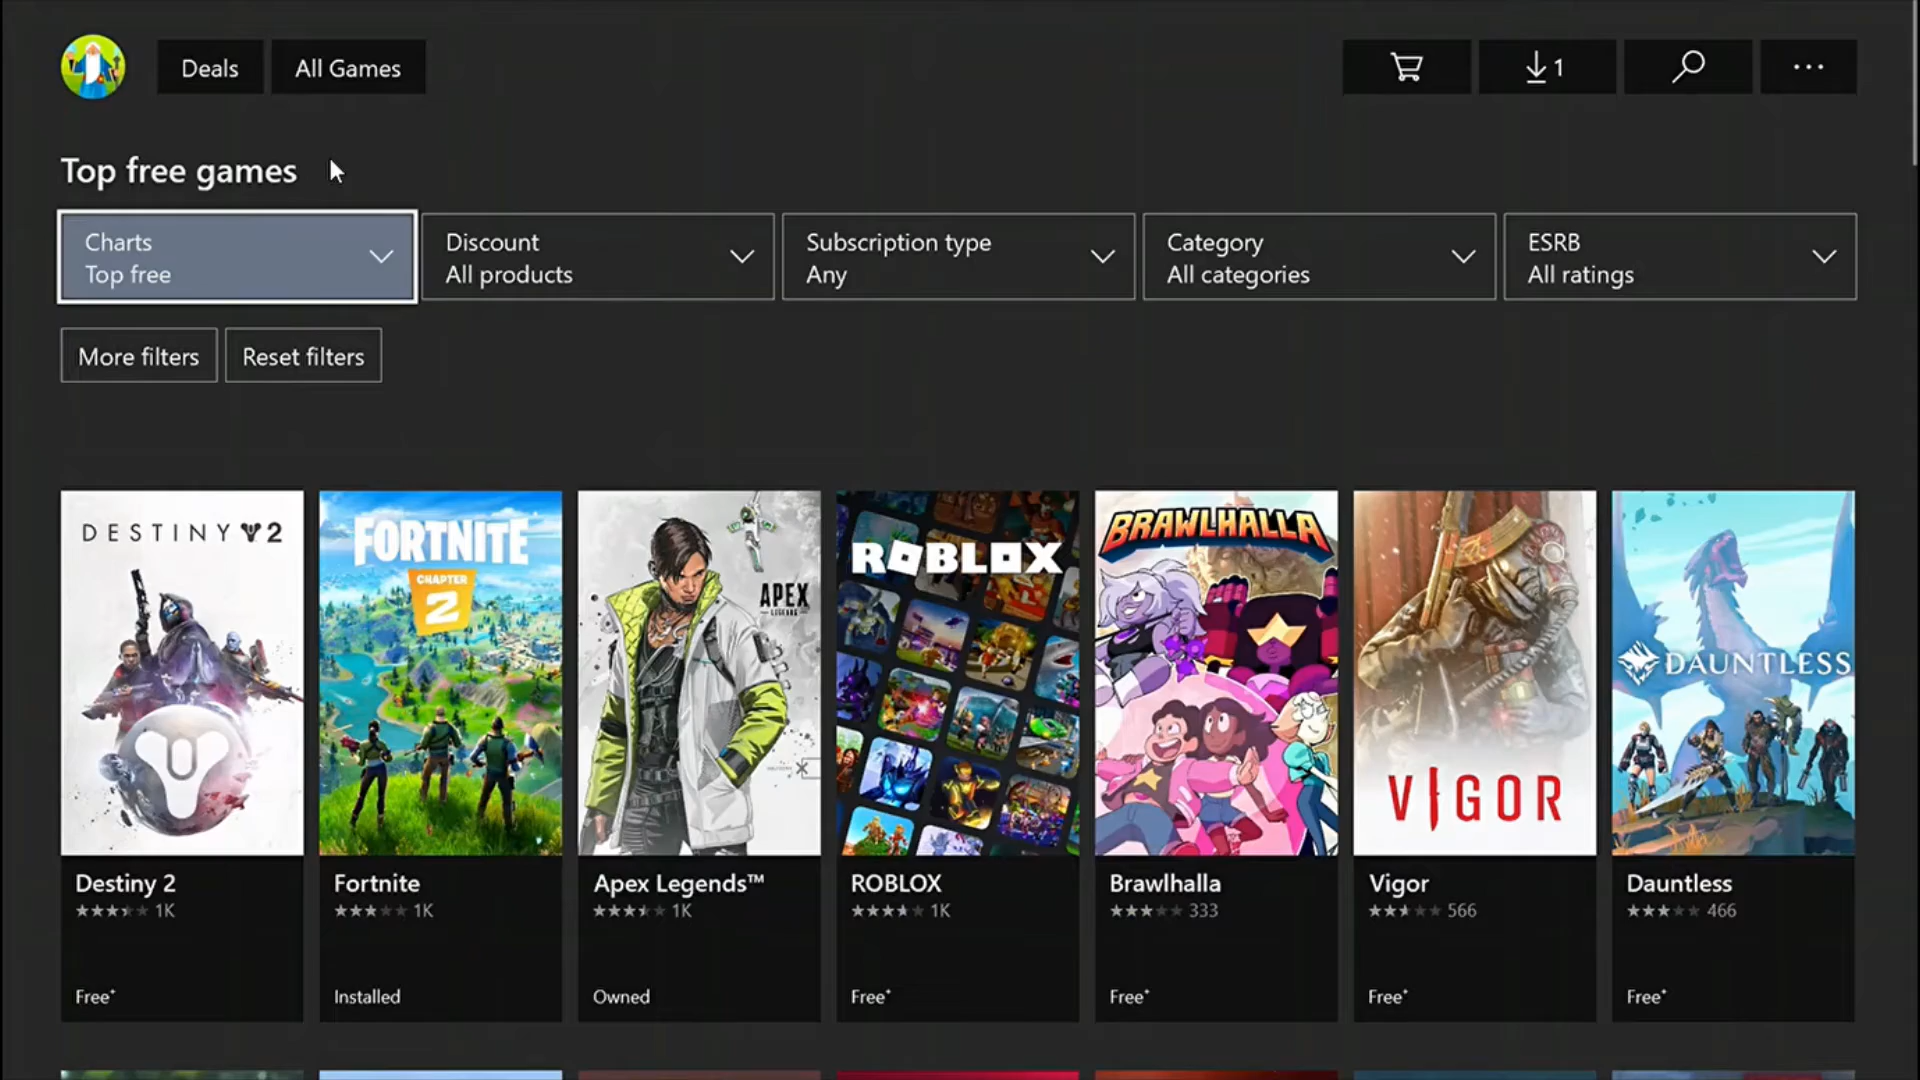 Deals
All Games
1
...
Top free games
Charts
Top free
Discount
All products
Subscription type
Any
Category
All categories
ESRB
All ratings
More filters
Reset filters
DESTINY 2
FORTNITE
CHAPTER
2
APEX
LEGENDS
ROBLOX
BRAWLHALLA
VIGOR
DAUNTLESS
Destiny 2
1K
Free*
Fortnite
1K
Installed
Apex Legends™
1K
Owned
ROBLOX
1K
Free*
Brawlhalla
333
Free*
Vigor
566
Free*
Dauntless
466
Free*